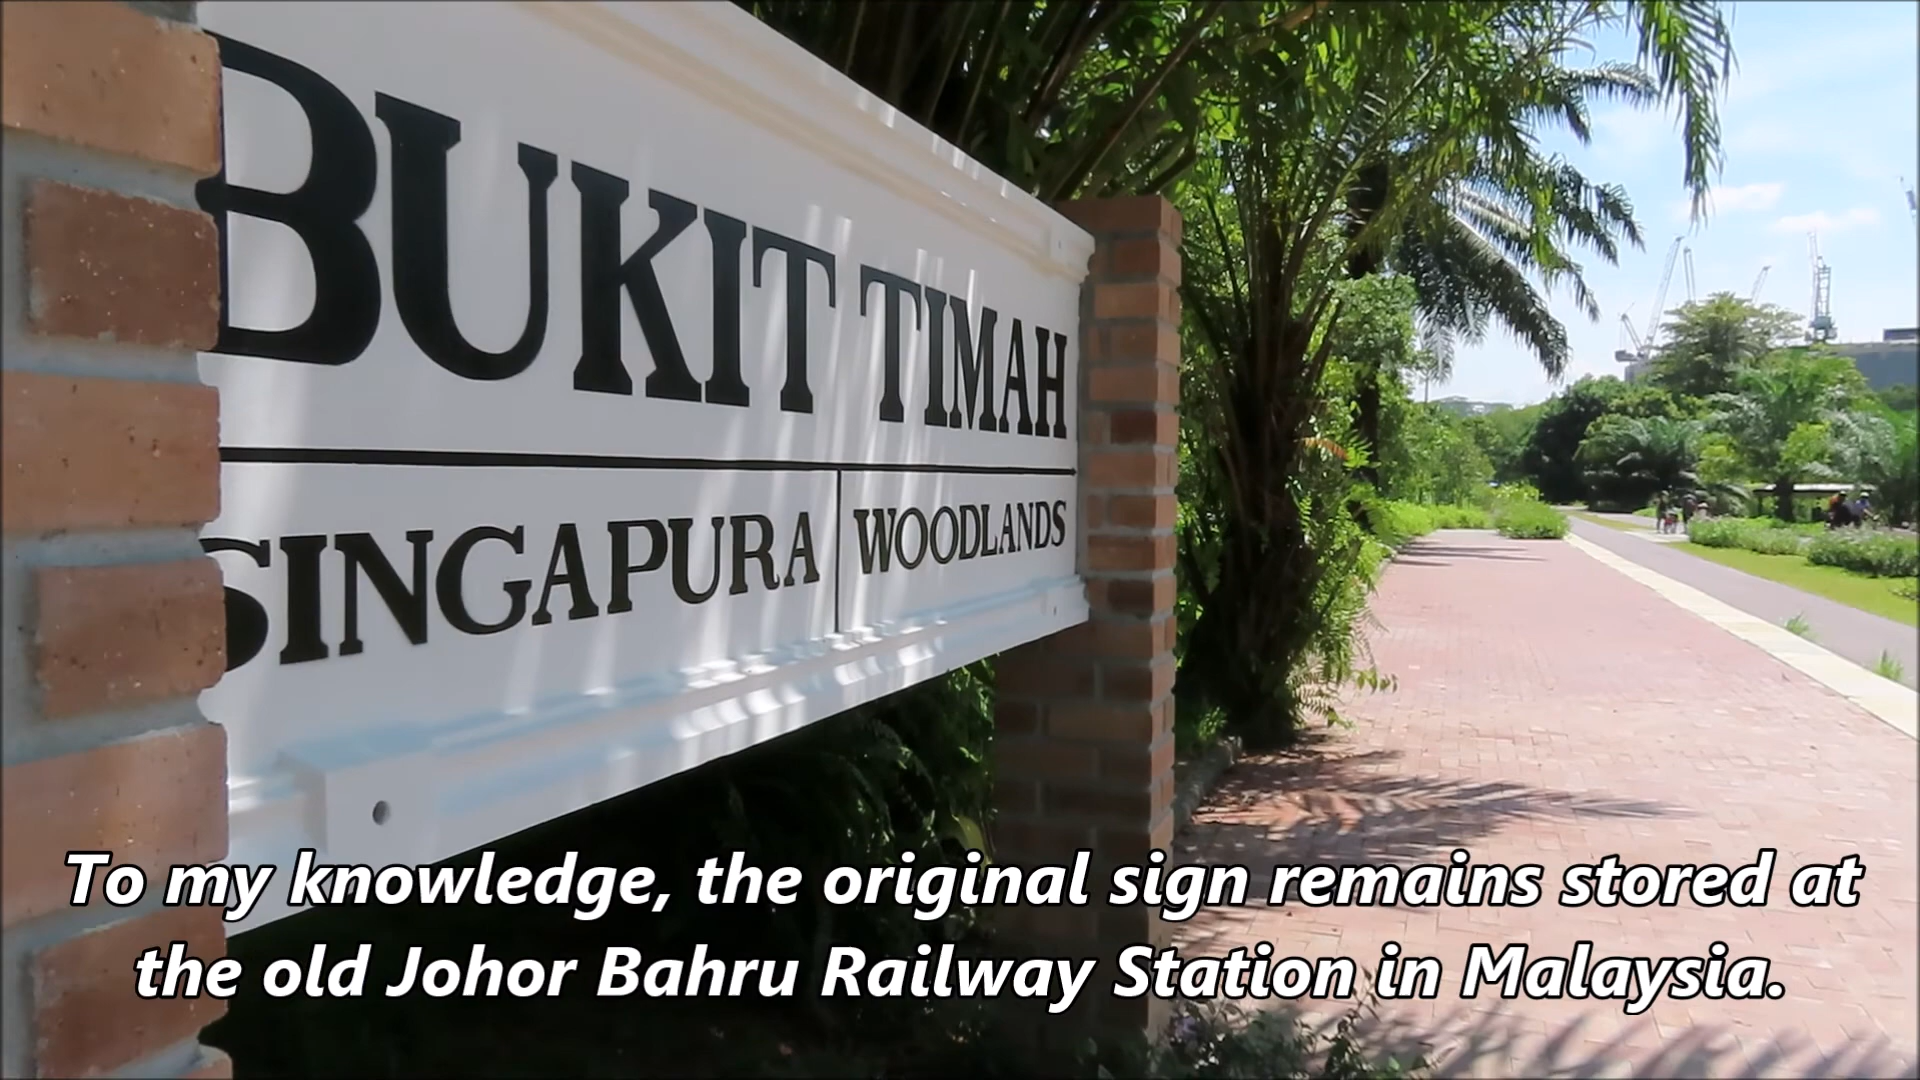 BUKIT TIMAH
SINGAPURA WOODLANDS
To my knowledge, the original sign remains stored at
the old Johor Bahru Railway Station in Malaysia.